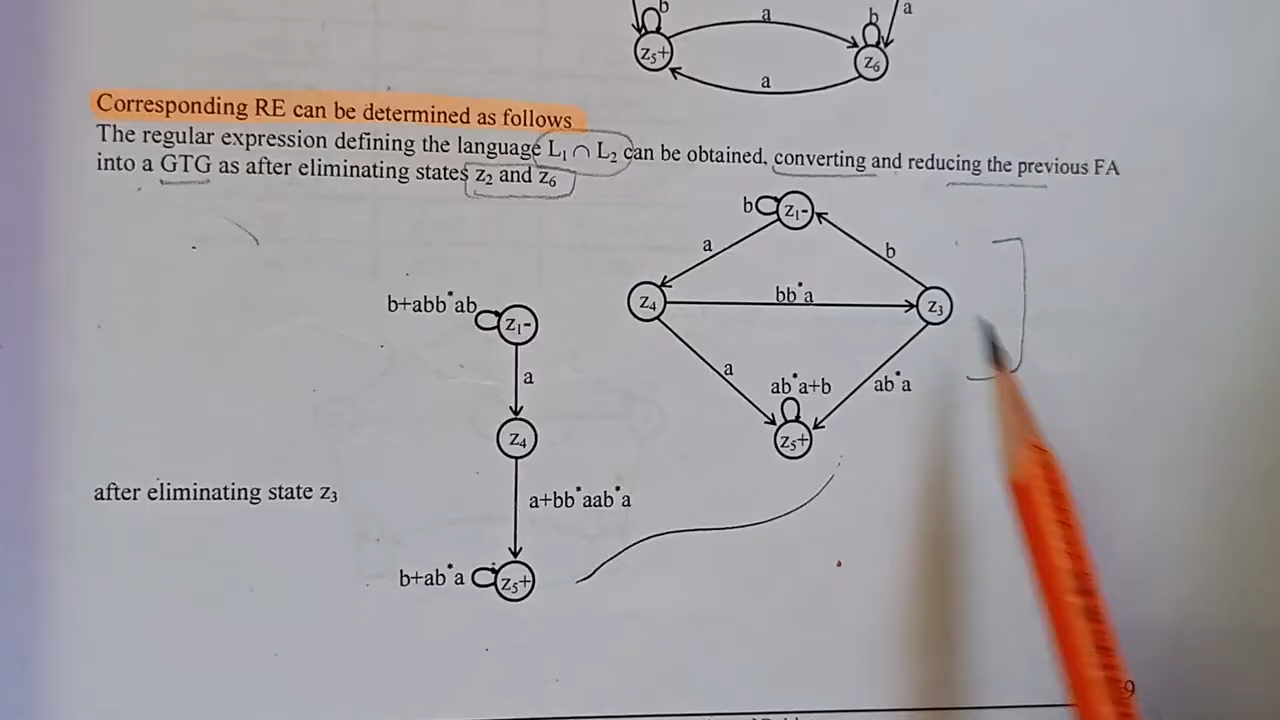 b
a
b
a
z₅+
z₆
a
Corresponding RE can be determined as follows
The regular expression defining the language L₁ ∩ L₂ can be obtained, converting and reducing the previous FA
into a GTG as after eliminating states z₂ and z₆
b
z₁-
a
b
z₄
bb*a
z₃
a
ab*a+b
ab*a
z₅+
b+abb*ab
z₁-
a
z₄
after eliminating state z₃
a+bb*aab*a
b+ab*a
z₅+
9